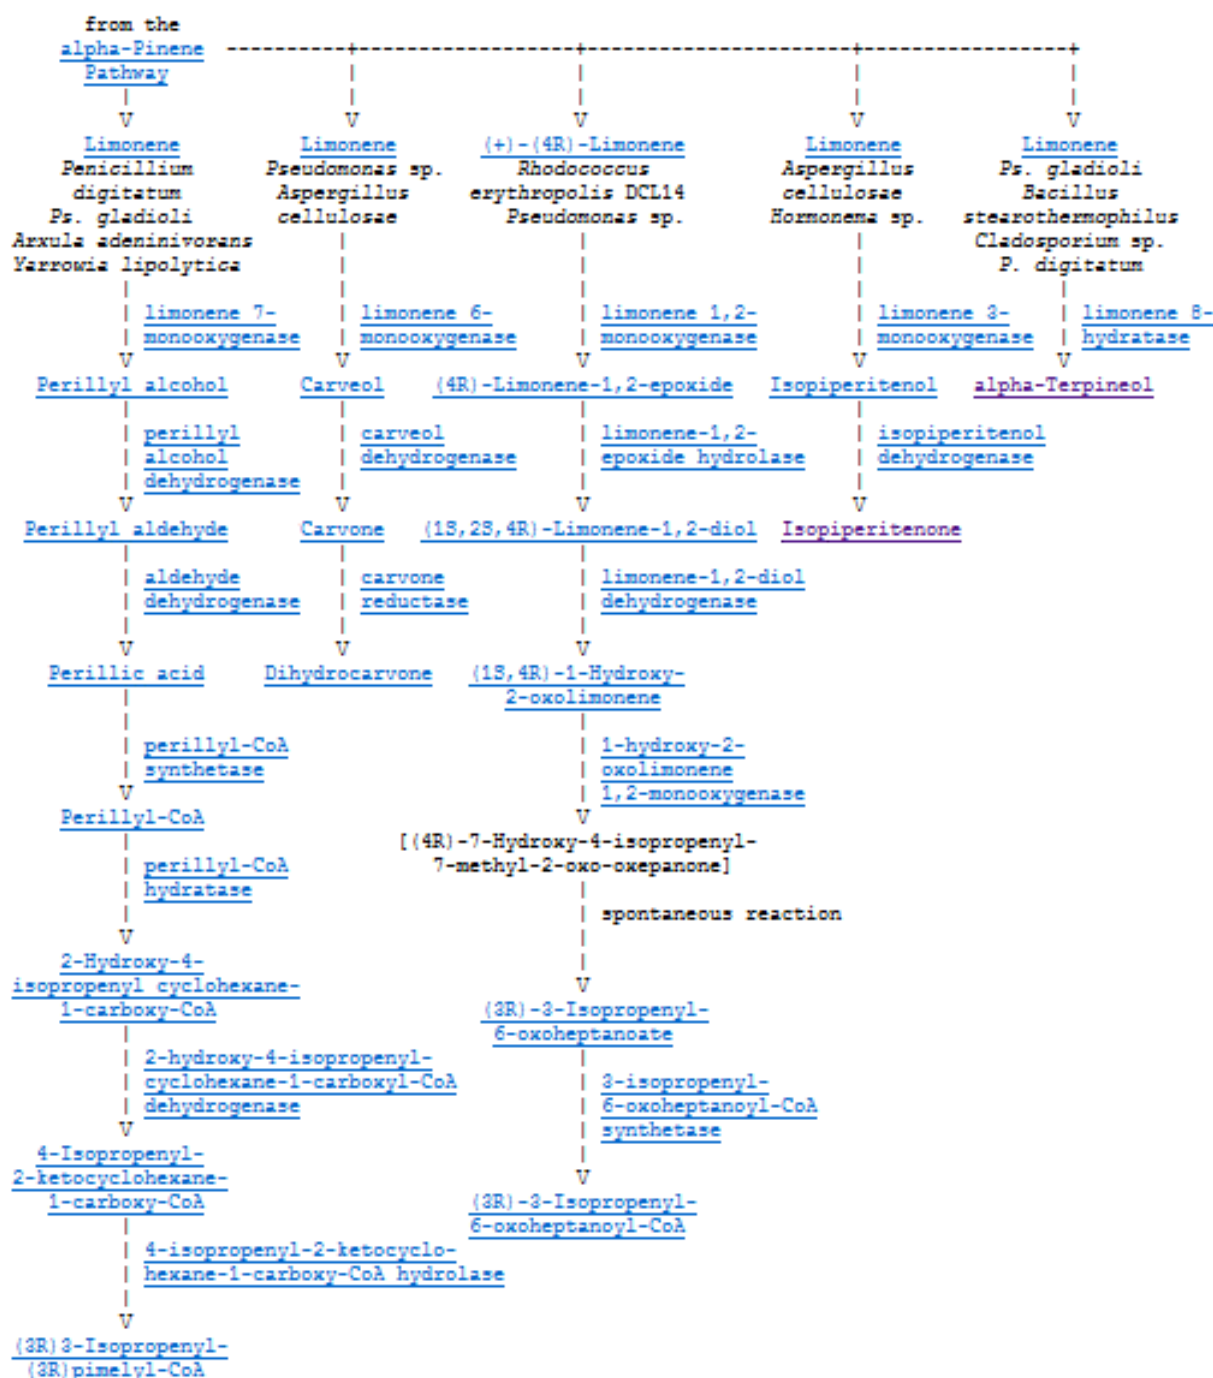 from the
alpha-Pinene
Pathway
Limonene
Penicillium
digitatum
Ps. gladioli
Arxula adeninivorans
Yarrowia lipolytica
limonene 7-
monooxygenase
Perillyl alcohol
perillyl
alcohol
dehydrogenase
Perillyl aldehyde
aldehyde
dehydrogenase
Perillic acid
perillyl-CoA
synthetase
Perillyl-CoA
perillyl-CoA
hydratase
2-Hydroxy-4-
isopropenyl cyclohexane-
1-carboxy-CoA
2-hydroxy-4-isopropenyl-
cyclohexane-1-carboxyl-CoA
dehydrogenase
4-Isopropenyl-
2-ketocyclohexane-
1-carboxy-CoA
4-isopropenyl-2-ketocyclo-
hexane-1-carboxy-CoA hydrolase
(3R)3-Isopropenyl-
(3R)pimelyl-CoA
Limonene
Pseudomonas sp.
Aspergillus
cellulosae
limonene 6-
monooxygenase
Carveol
carveol
dehydrogenase
Carvone
carvone
reductase
Dihydrocarvone
(+)-(4R)-Limonene
Rhodococcus
erythropolis DCL14
Pseudomonas sp.
limonene 1,2-
monooxygenase
(4R)-Limonene-1,2-epoxide
limonene-1,2-
epoxide hydrolase
(1S,2S,4R)-Limonene-1,2-diol
limonene-1,2-diol
dehydrogenase
(1S,4R)-1-Hydroxy-
2-oxolimonene
1-hydroxy-2-
oxolimonene
1,2-monooxygenase
[(4R)-7-Hydroxy-4-isopropenyl-
7-methyl-2-oxo-oxepanone]
spontaneous reaction
(3R)-3-Isopropenyl-
6-oxoheptanoate
3-isopropenyl-
6-oxoheptanoyl-CoA
synthetase
(3R)-3-Isopropenyl-
6-oxoheptanoyl-CoA
Limonene
Aspergillus
cellulosae
Hormonema sp.
limonene 3-
monooxygenase
Isopiperitenol
isopiperitenol
dehydrogenase
Isopiperitenone
Limonene
Ps. gladioli
Bacillus
stearothermophilus
Cladosporium sp.
P. digitatum
limonene 8-
hydratase
alpha-Terpineol